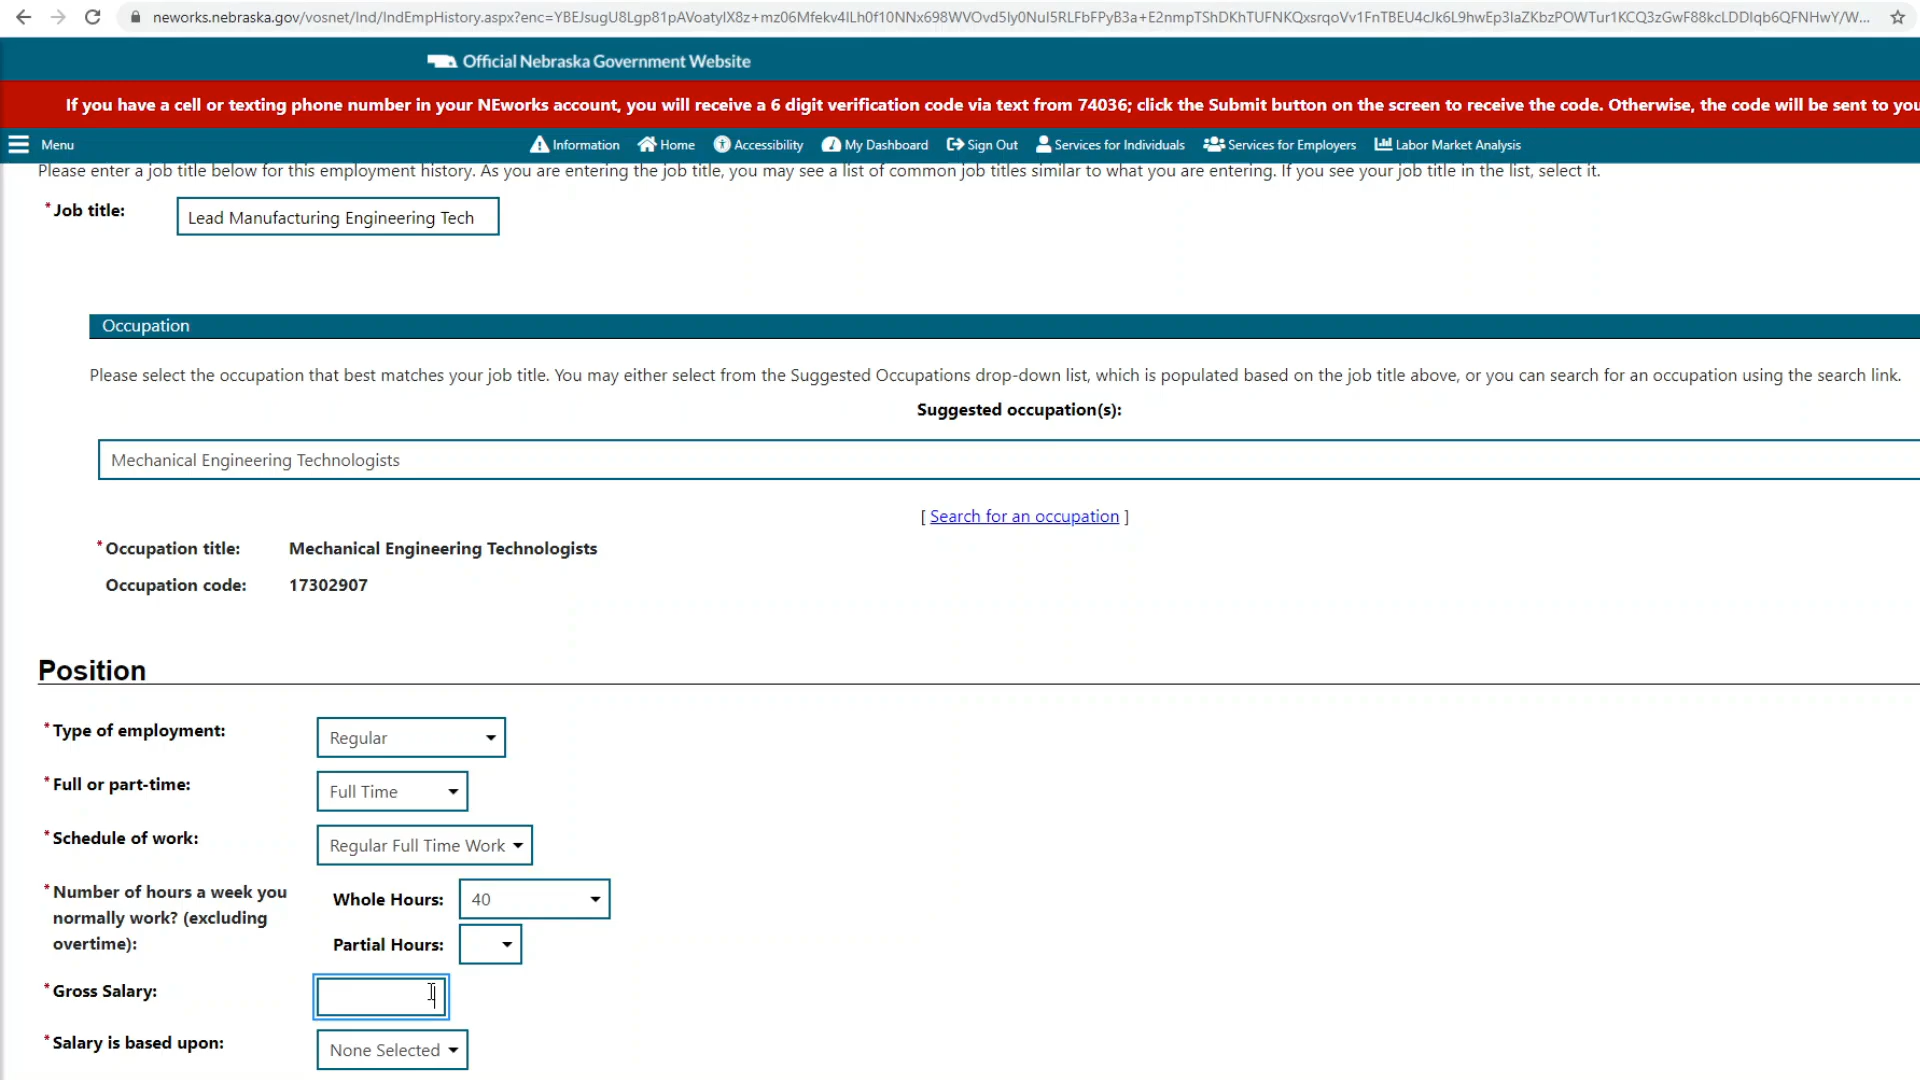 neworks.nebraska.gov/vosnet/Ind/IndEmpHistory.aspx?enc=
Official Nebraska Government Website
If you have a cell or texting phone number in your NEworks account, you will receive a 6 digit verification code via text from 74036; click the Submit button on the screen to receive the code. Otherwise, the code will be sent to you
Menu Information Home Accessibility My Dashboard Sign Out Services for Individuals Services for Employers Labor Market Analysis
Please enter a job title below for this employment history. As you are entering the job title, you may see a list of common job titles similar to what you are entering. If you see your job title in the list, select it.
*Job title: Lead Manufacturing Engineering Tech
Occupation
Please select the occupation that best matches your job title. You may either select from the Suggested Occupations drop-down list, which is populated based on the job title above, or you can search for an occupation using the search link.
Suggested occupation(s):
Mechanical Engineering Technologists
[ Search for an occupation ]
*Occupation title: Mechanical Engineering Technologists
Occupation code: 17302907
Position
*Type of employment: Regular
*Full or part-time: Full Time
*Schedule of work: Regular Full Time Work
*Number of hours a week you
normally work? (excluding
overtime):
Whole Hours: 40
Partial Hours:
*Gross Salary:
*Salary is based upon: None Selected